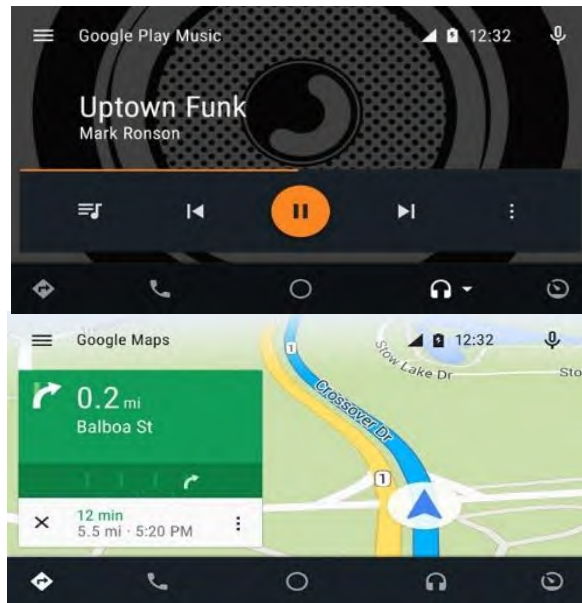 Google Play Music 12:32
Uptown Funk
Mark Ronson
Google Maps 12:32
Stow Lake Dr
Sto
1
0.2 mi
Balboa St
Crossover Dr
1
12 min
5.5 mi · 5:20 PM